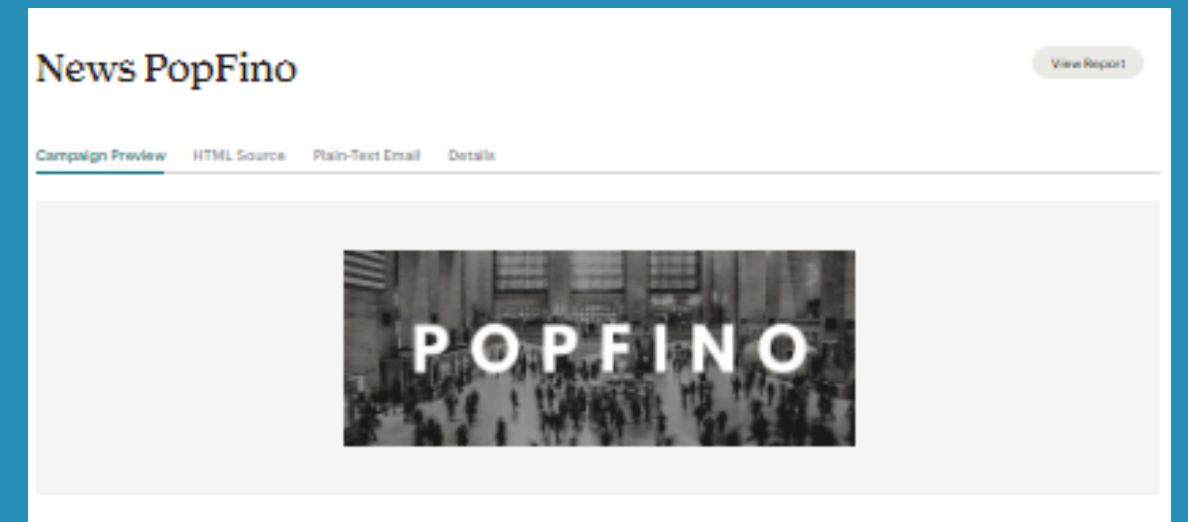 News PopFino
View Report
Campaign Preview HTML Source Plain-Text Email Details
POPFINO